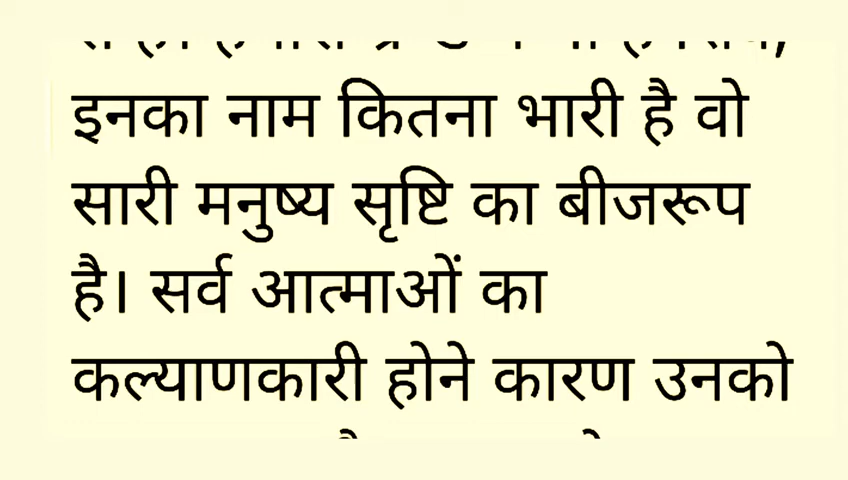 इनका नाम कितना भारी है वो
सारी मनुष्य सृष्टि का बीजरूप
है। सर्व आत्माओं का
कल्याणकारी होने कारण उनको